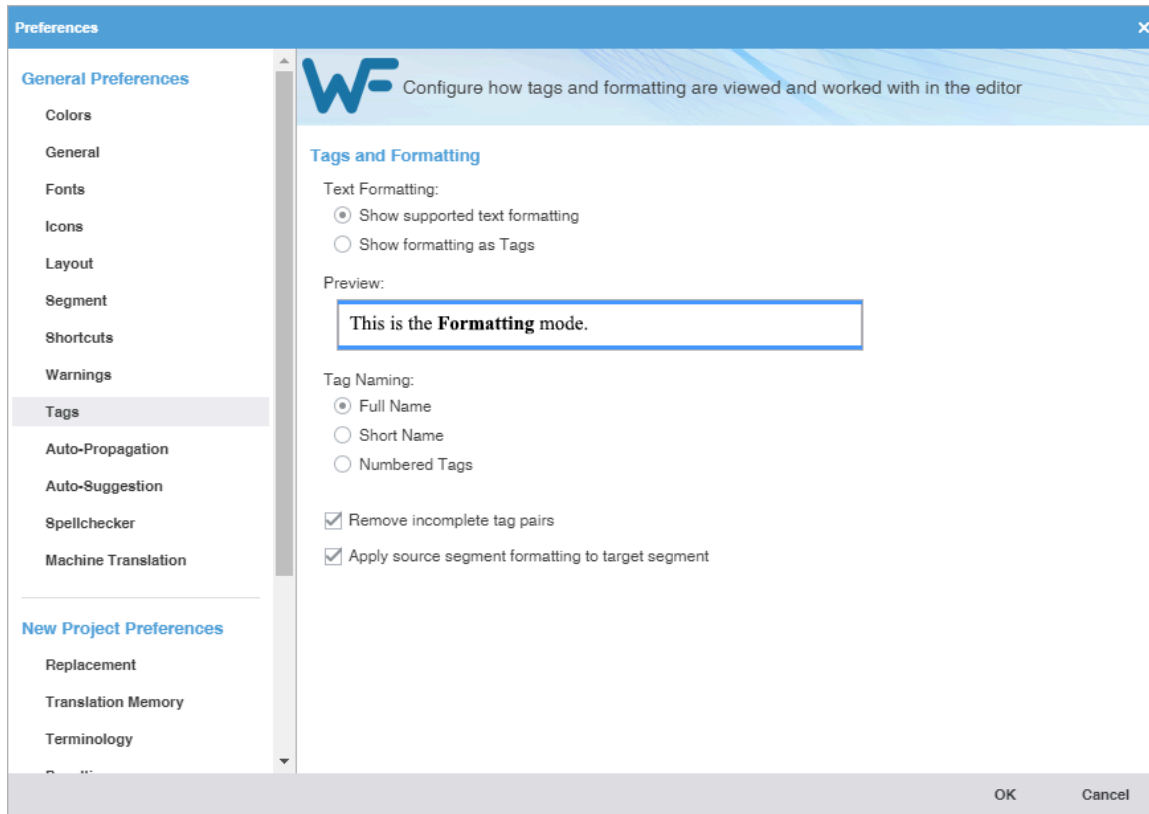 Preferences
General Preferences
Colors
General
Fonts
Icons
Layout
Segment
Shortcuts
Warnings
Tags
Auto-Propagation
Auto-Suggestion
Spellchecker
Machine Translation
New Project Preferences
Replacement
Translation Memory
Terminology
WF
Configure how tags and formatting are viewed and worked with in the editor
Tags and Formatting
Text Formatting:
Show supported text formatting
Show formatting as Tags
Preview:
This is the Formatting mode.
Tag Naming:
Full Name
Short Name
Numbered Tags
Remove incomplete tag pairs
Apply source segment formatting to target segment
OK
Cancel